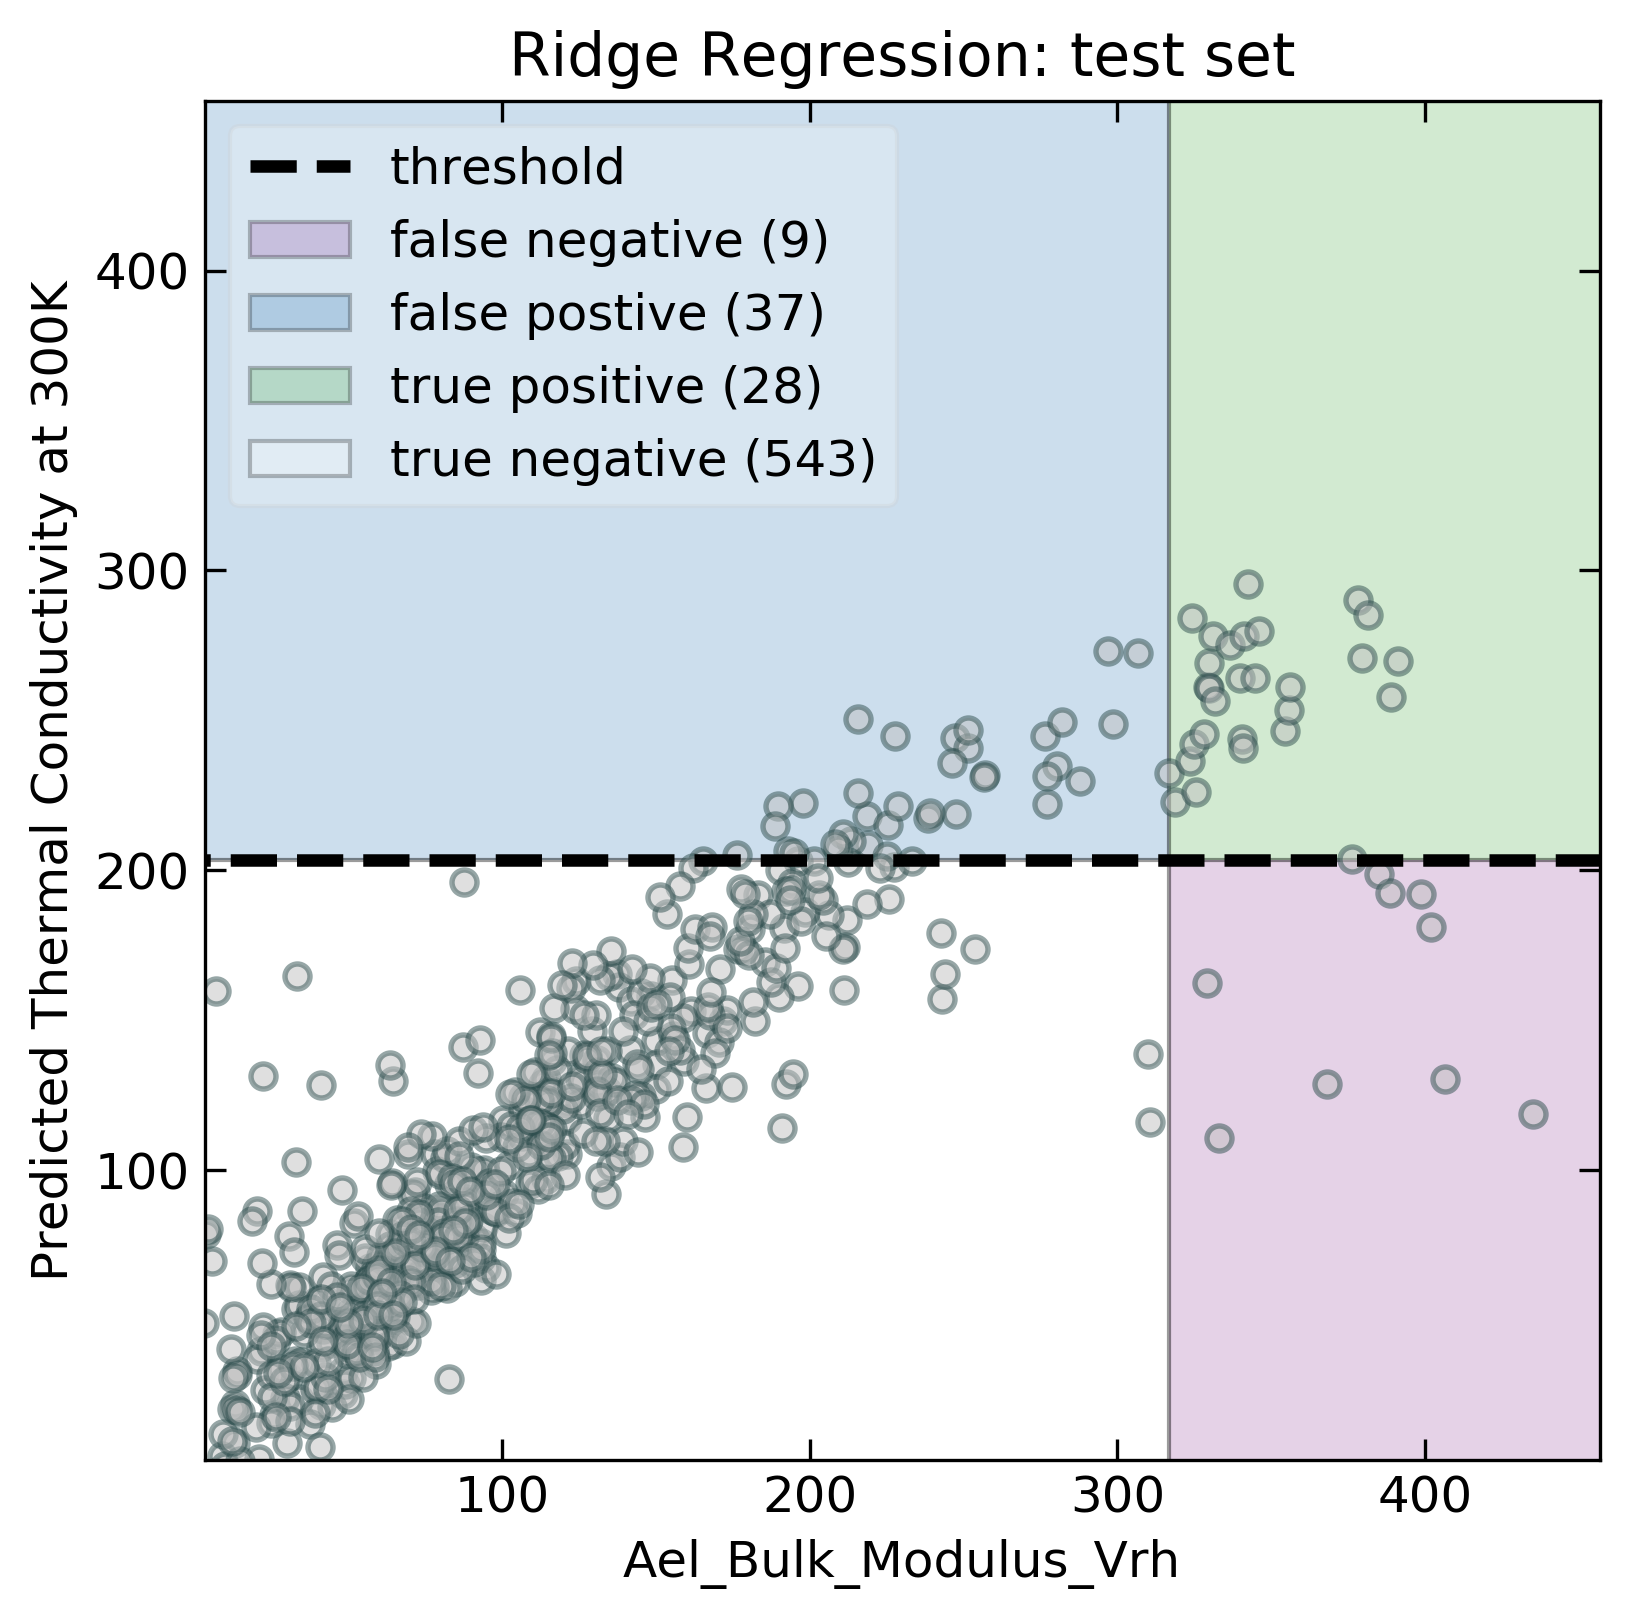 Ridge Regression: test set
threshold
false negative (9)
false postive (37)
true positive (28)
true negative (543)
Predicted Thermal Conductivity at 300K
400
300
200
100
100 200 300 400
Ael_Bulk_Modulus_Vrh